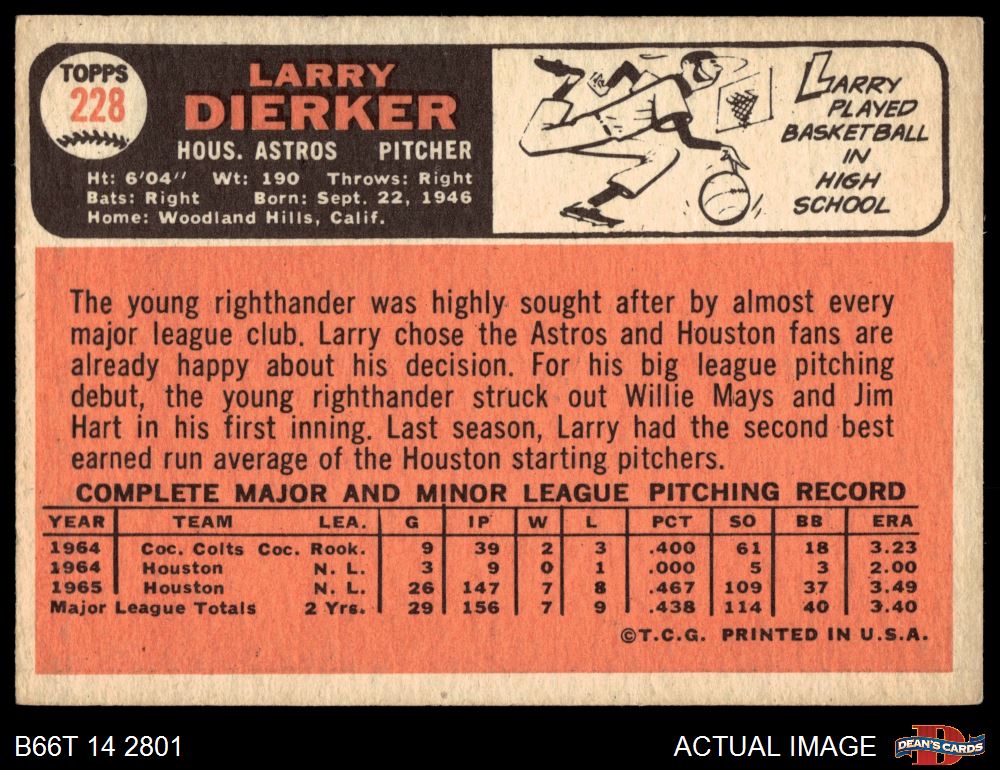 TOPPS
228
LARRY
DIERKER
HOUS. ASTROS PITCHER
Ht: 6'04" Wt: 190 Throws: Right
Bats: Right Born: Sept. 22, 1946
Home: Woodland Hills, Calif.
LARRY
PLAYED
BASKETBALL
IN
HIGH
SCHOOL
The young righthander was highly sought after by almost every
major league club. Larry chose the Astros and Houston fans are
already happy about his decision. For his big league pitching
debut, the young righthander struck out Willie Mays and Jim
Hart in his first inning. Last season, Larry had the second best
earned run average of the Houston starting pitchers.
COMPLETE MAJOR AND MINOR LEAGUE PITCHING RECORD
YEAR TEAM LEA. G IP W L PCT SO BB ERA
1964 Coc. Colts Coc. Rook. 9 39 2 3 .400 61 18 3.23
1964 Houston N. L. 3 9 0 1 .000 5 3 2.00
1965 Houston N. L. 26 147 7 8 .467 109 37 3.49
Major League Totals 2 Yrs. 29 156 7 9 .438 114 40 3.40
©T.C.G. PRINTED IN U.S.A.
B66T 14 2801
ACTUAL IMAGE
DEAN'S CARDS